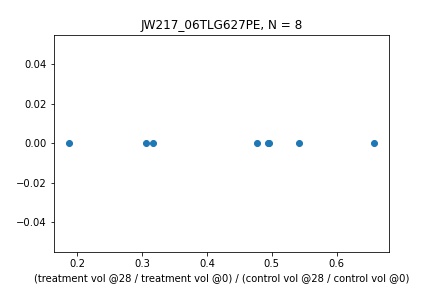 JW217_06TLG627PE, N = 8
0.04
0.02
0.00
−0.02
−0.04
0.2 0.3 0.4 0.5 0.6
(treatment vol @28 / treatment vol @0) / (control vol @28 / control vol @0)